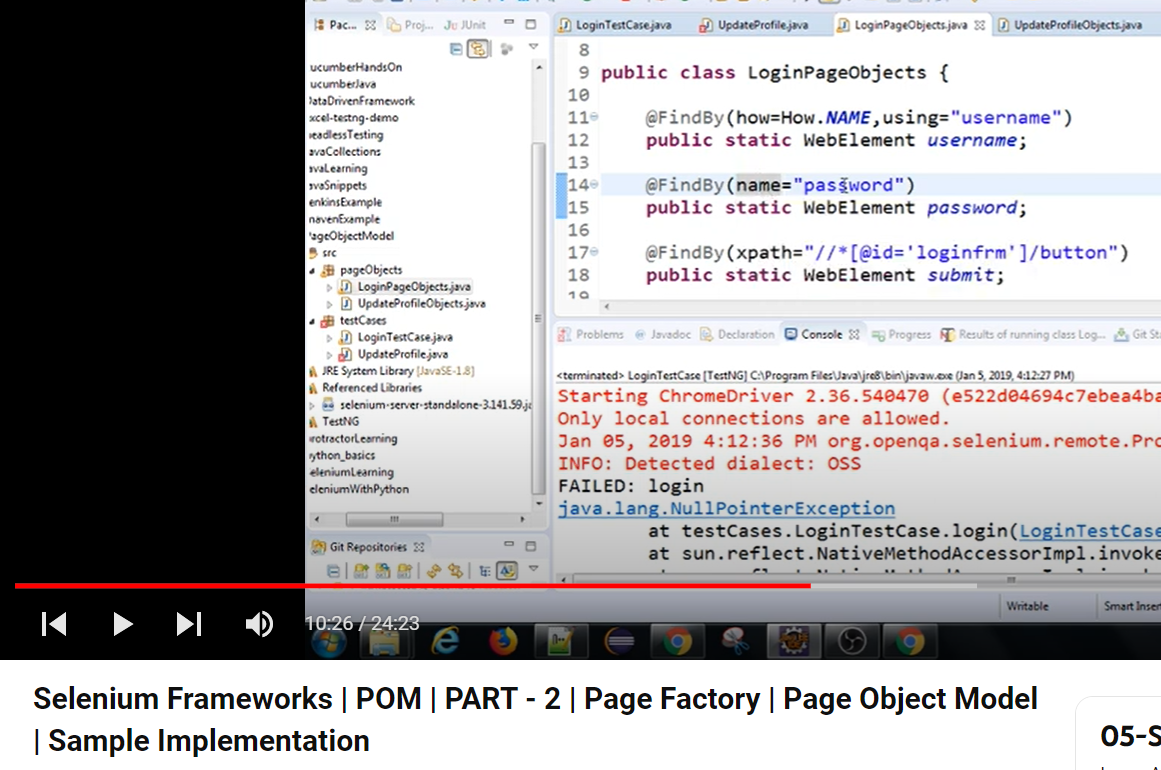 Pac... Proj... JUnit
ucumberHandsOn
ucumberJava
DataDrivenFramework
xcel-testng-demo
eadlessTesting
avaCollections
avaLearning
avaSnippets
enkinsExample
navenExample
PageObjectModel
src
pageObjects
LoginPageObjects.java
UpdateProfileObjects.java
testCases
LoginTestCase.java
UpdateProfile.java
JRE System Library [JavaSE-1.8]
Referenced Libraries
selenium-server-standalone-3.141.59.ja
TestNG
rotractorLearning
ython_basics
eleniumLearning
eleniumWithPython
Git Repositories
LoginTestCase.java UpdateProfile.java LoginPageObjects.java UpdateProfileObjects.java
8
9 public class LoginPageObjects {
10
11 @FindBy(how=How.NAME,using="username")
12 public static WebElement username;
13
14 @FindBy(name="password")
15 public static WebElement password;
16
17 @FindBy(xpath="//*[@id='loginfrm']/button")
18 public static WebElement submit;
19
Problems Javadoc Declaration Console Progress Results of running class Log... Git Sta
<terminated> LoginTestCase [TestNG] C:\Program Files\Java\jre8\bin\javaw.exe (Jan 5, 2019, 4:12:27 PM)
Starting ChromeDriver 2.36.540470 (e522d04694c7ebea4ba
Only local connections are allowed.
Jan 05, 2019 4:12:36 PM org.openqa.selenium.remote.Pro
INFO: Detected dialect: OSS
FAILED: login
java.lang.NullPointerException
at testCases.LoginTestCase.login(LoginTestCase
at sun.reflect.NativeMethodAccessorImpl.invoke
Writable Smart Inser
10:26 / 24:23
Selenium Frameworks | POM | PART - 2 | Page Factory | Page Object Model
| Sample Implementation
05-S